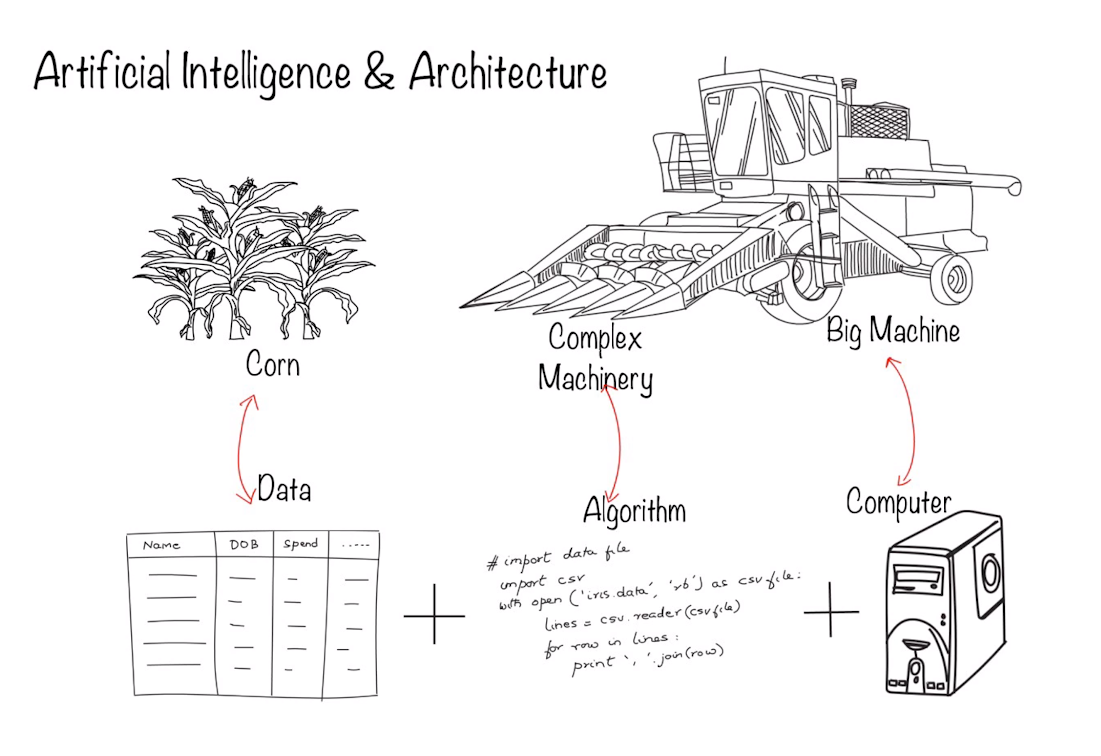 Artificial Intelligence & Architecture
Corn
Complex
Machinery
Big Machine
Data
Algorithm
Computer
Name DOB Spend .....
# import data file
import csv
with open ('iris.data', 'rb') as csvfile:
lines = csv.reader(csvfile)
for row in lines:
print ', '.join(row)